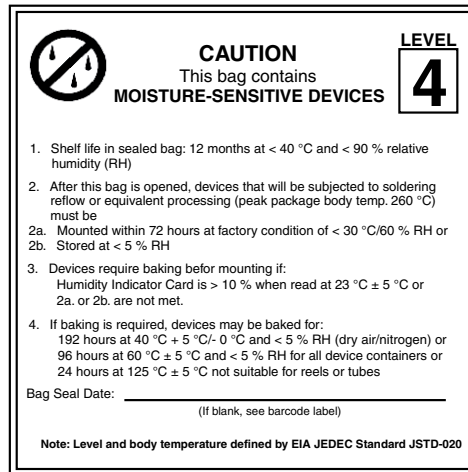 LEVEL
CAUTION
This bag contains
MOISTURE-SENSITIVE DEVICES
4
1. Shelf life in sealed bag: 12 months at < 40 °C and < 90 % relative
humidity (RH)
2. After this bag is opened, devices that will be subjected to soldering
reflow or equivalent processing (peak package body temp. 260 °C)
must be
2a. Mounted within 72 hours at factory condition of < 30 °C/60 % RH or
2b. Stored at < 5 % RH
3. Devices require baking befor mounting if:
Humidity Indicator Card is > 10 % when read at 23 °C ± 5 °C or
2a. or 2b. are not met.
4. If baking is required, devices may be baked for:
192 hours at 40 °C + 5 °C/- 0 °C and < 5 % RH (dry air/nitrogen) or
96 hours at 60 °C ± 5 °C and < 5 % RH for all device containers or
24 hours at 125 °C ± 5 °C not suitable for reels or tubes
Bag Seal Date:
(If blank, see barcode label)
Note: Level and body temperature defined by EIA JEDEC Standard JSTD-020